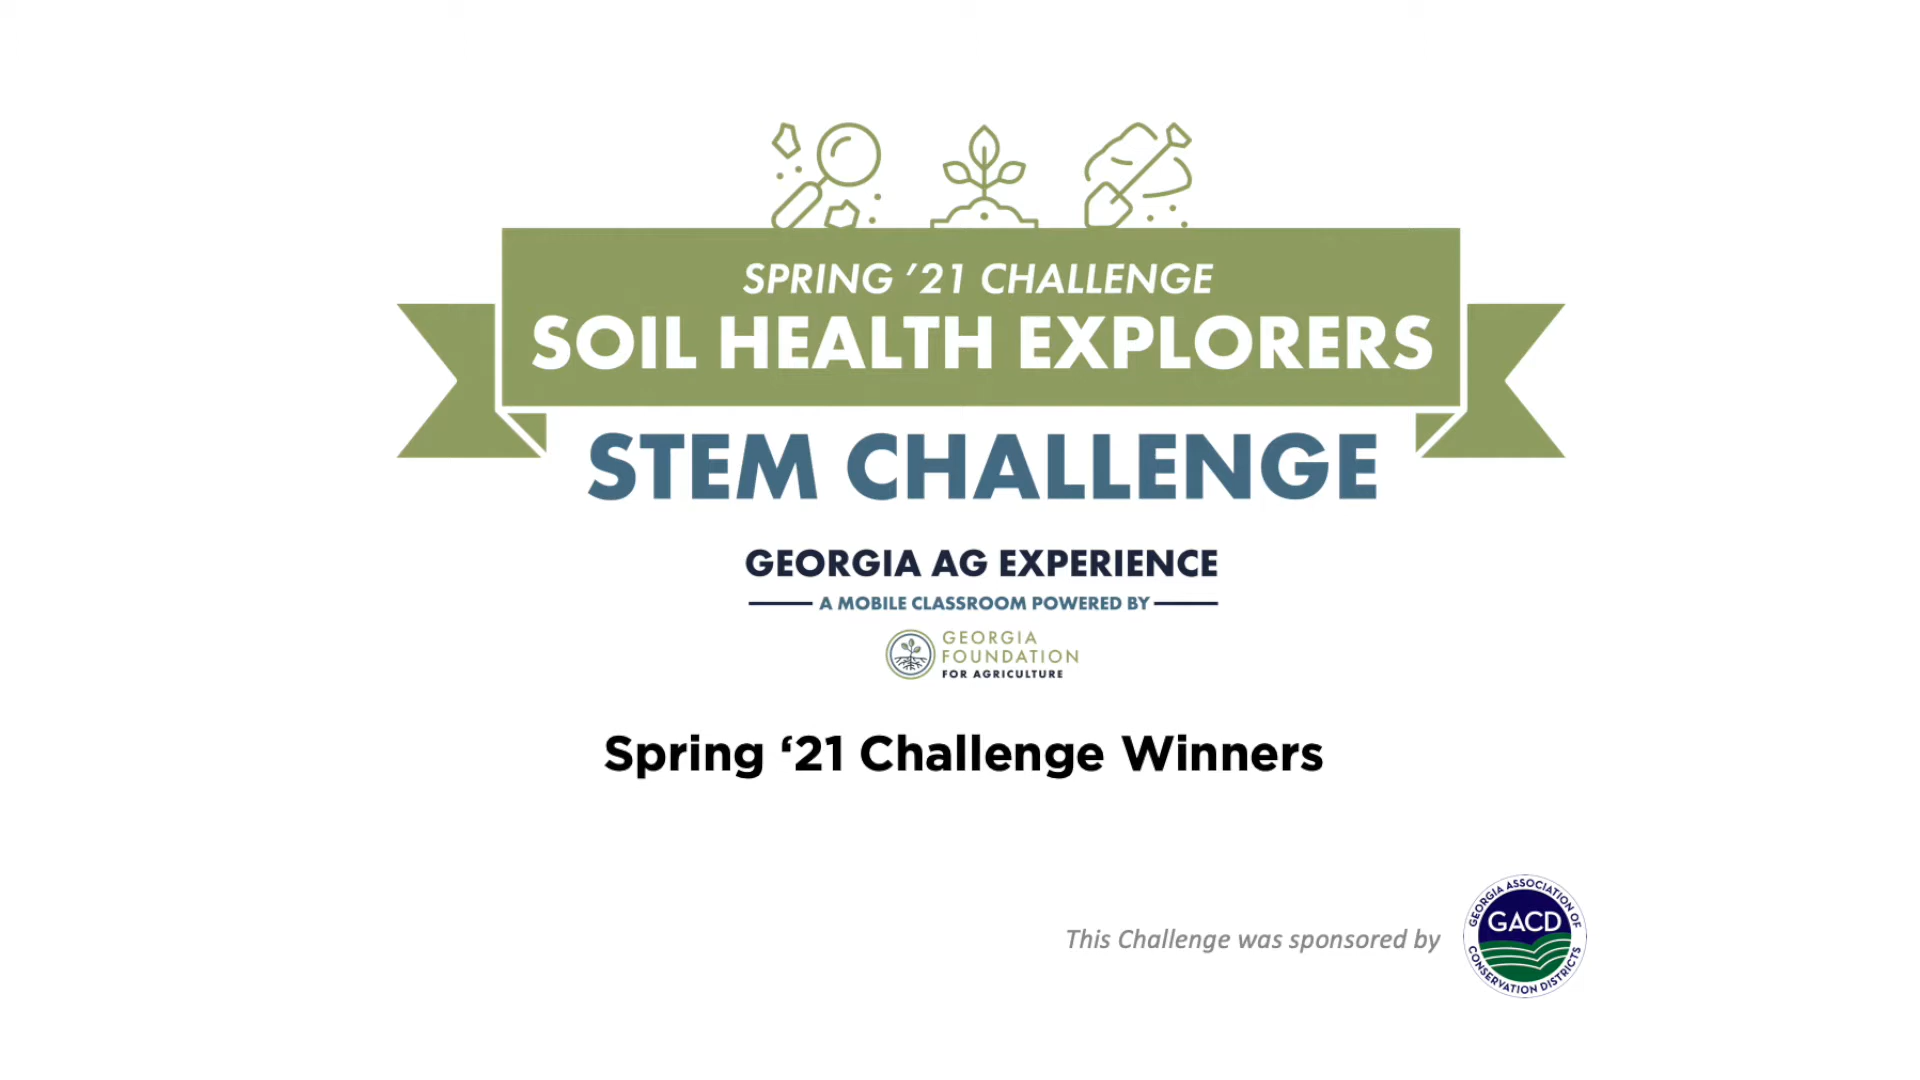 SPRING ’21 CHALLENGE
SOIL HEALTH EXPLORERS
STEM CHALLENGE
GEORGIA AG EXPERIENCE
A MOBILE CLASSROOM POWERED BY
GEORGIA
FOUNDATION
FOR AGRICULTURE
Spring ‘21 Challenge Winners
This Challenge was sponsored by
GEORGIA ASSOCIATION OF
GACD
CONSERVATION DISTRICTS